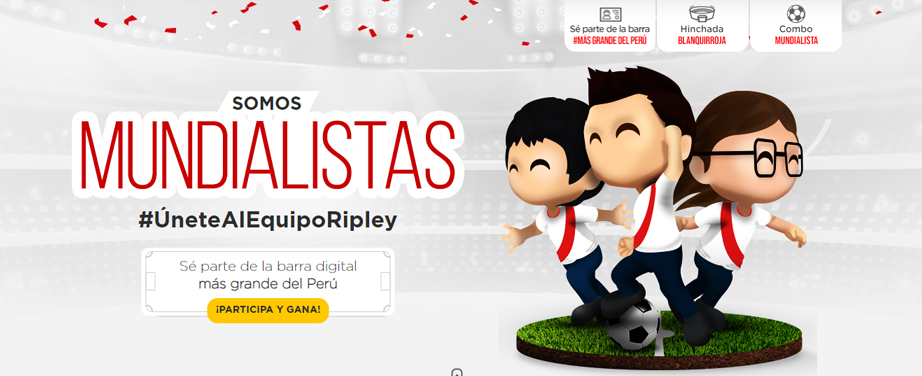 Sé parte de la barra
#MÁS GRANDE DEL PERÚ
Hinchada
BLANQUIRROJA
Combo
MUNDIALISTA
SOMOS
MUNDIALISTAS
#ÚneteAlEquipoRipley
Sé parte de la barra digital
más grande del Perú
¡PARTICIPA Y GANA!